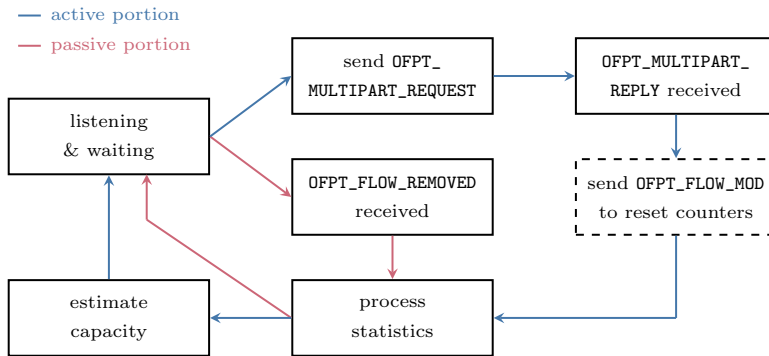 active portion
passive portion
send OFPT_
MULTIPART_REQUEST
OFPT_MULTIPART_
REPLY received
listening
& waiting
OFPT_FLOW_REMOVED
received
send OFPT_FLOW_MOD
to reset counters
estimate
capacity
process
statistics